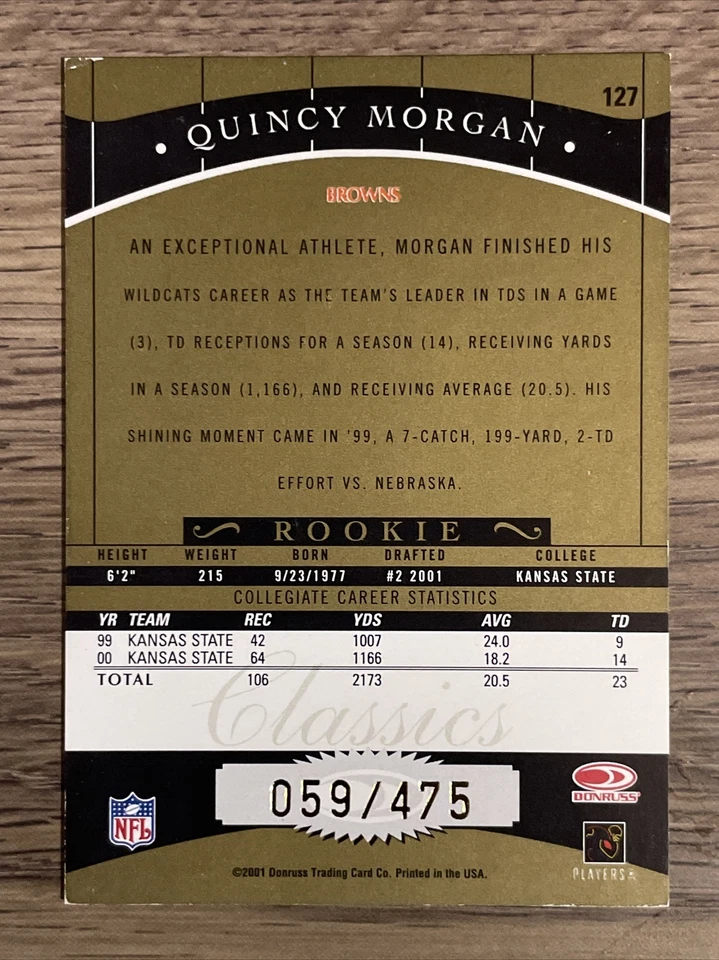 127
• QUINCY MORGAN •
BROWNS
AN EXCEPTIONAL ATHLETE, MORGAN FINISHED HIS
WILDCATS CAREER AS THE TEAM'S LEADER IN TDS IN A GAME
(3), TD RECEPTIONS FOR A SEASON (14), RECEIVING YARDS
IN A SEASON (1,166), AND RECEIVING AVERAGE (20.5). HIS
SHINING MOMENT CAME IN '99, A 7-CATCH, 199-YARD, 2-TD
EFFORT VS. NEBRASKA.
ROOKIE
HEIGHT WEIGHT BORN DRAFTED COLLEGE
6'2" 215 9/23/1977 #2 2001 KANSAS STATE
COLLEGIATE CAREER STATISTICS
YR TEAM REC YDS AVG TD
99 KANSAS STATE 42 1007 24.0 9
00 KANSAS STATE 64 1166 18.2 14
TOTAL 106 2173 20.5 23
Classics
059/475
NFL
DONRUSS
PLAYERS
©2001 Donruss Trading Card Co. Printed in the USA.